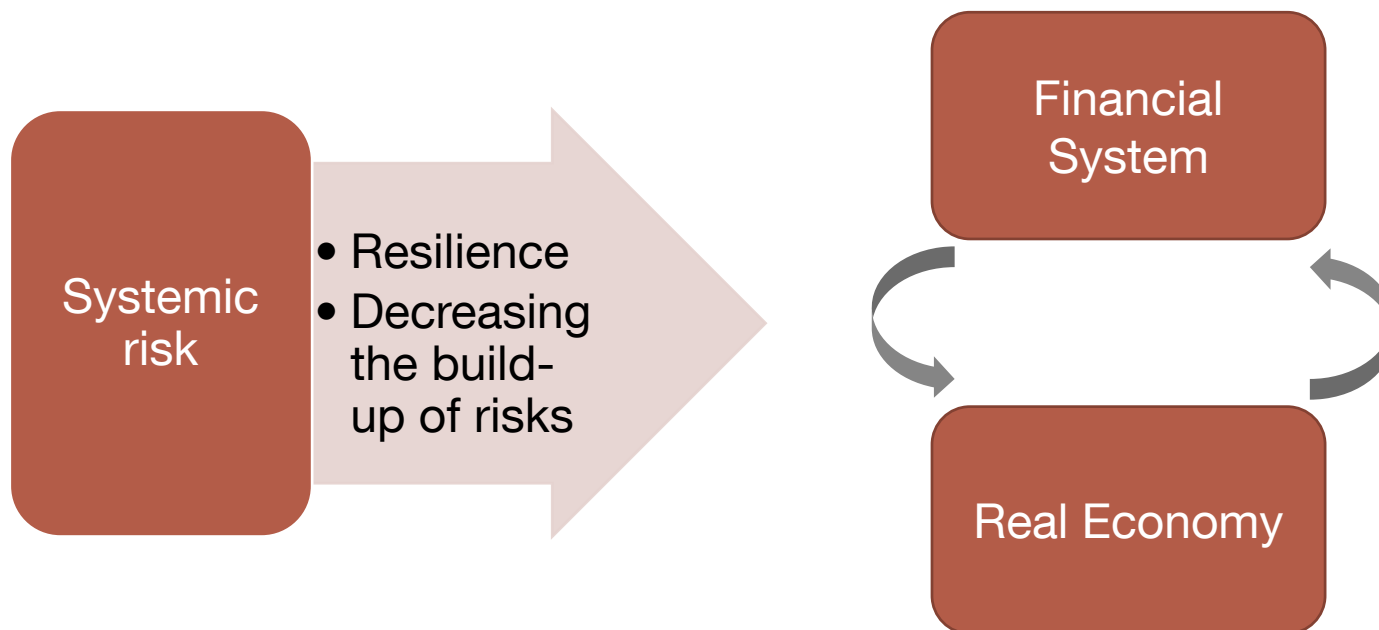 Systemic
risk
• Resilience
• Decreasing
the build-
up of risks
Financial
System
Real Economy